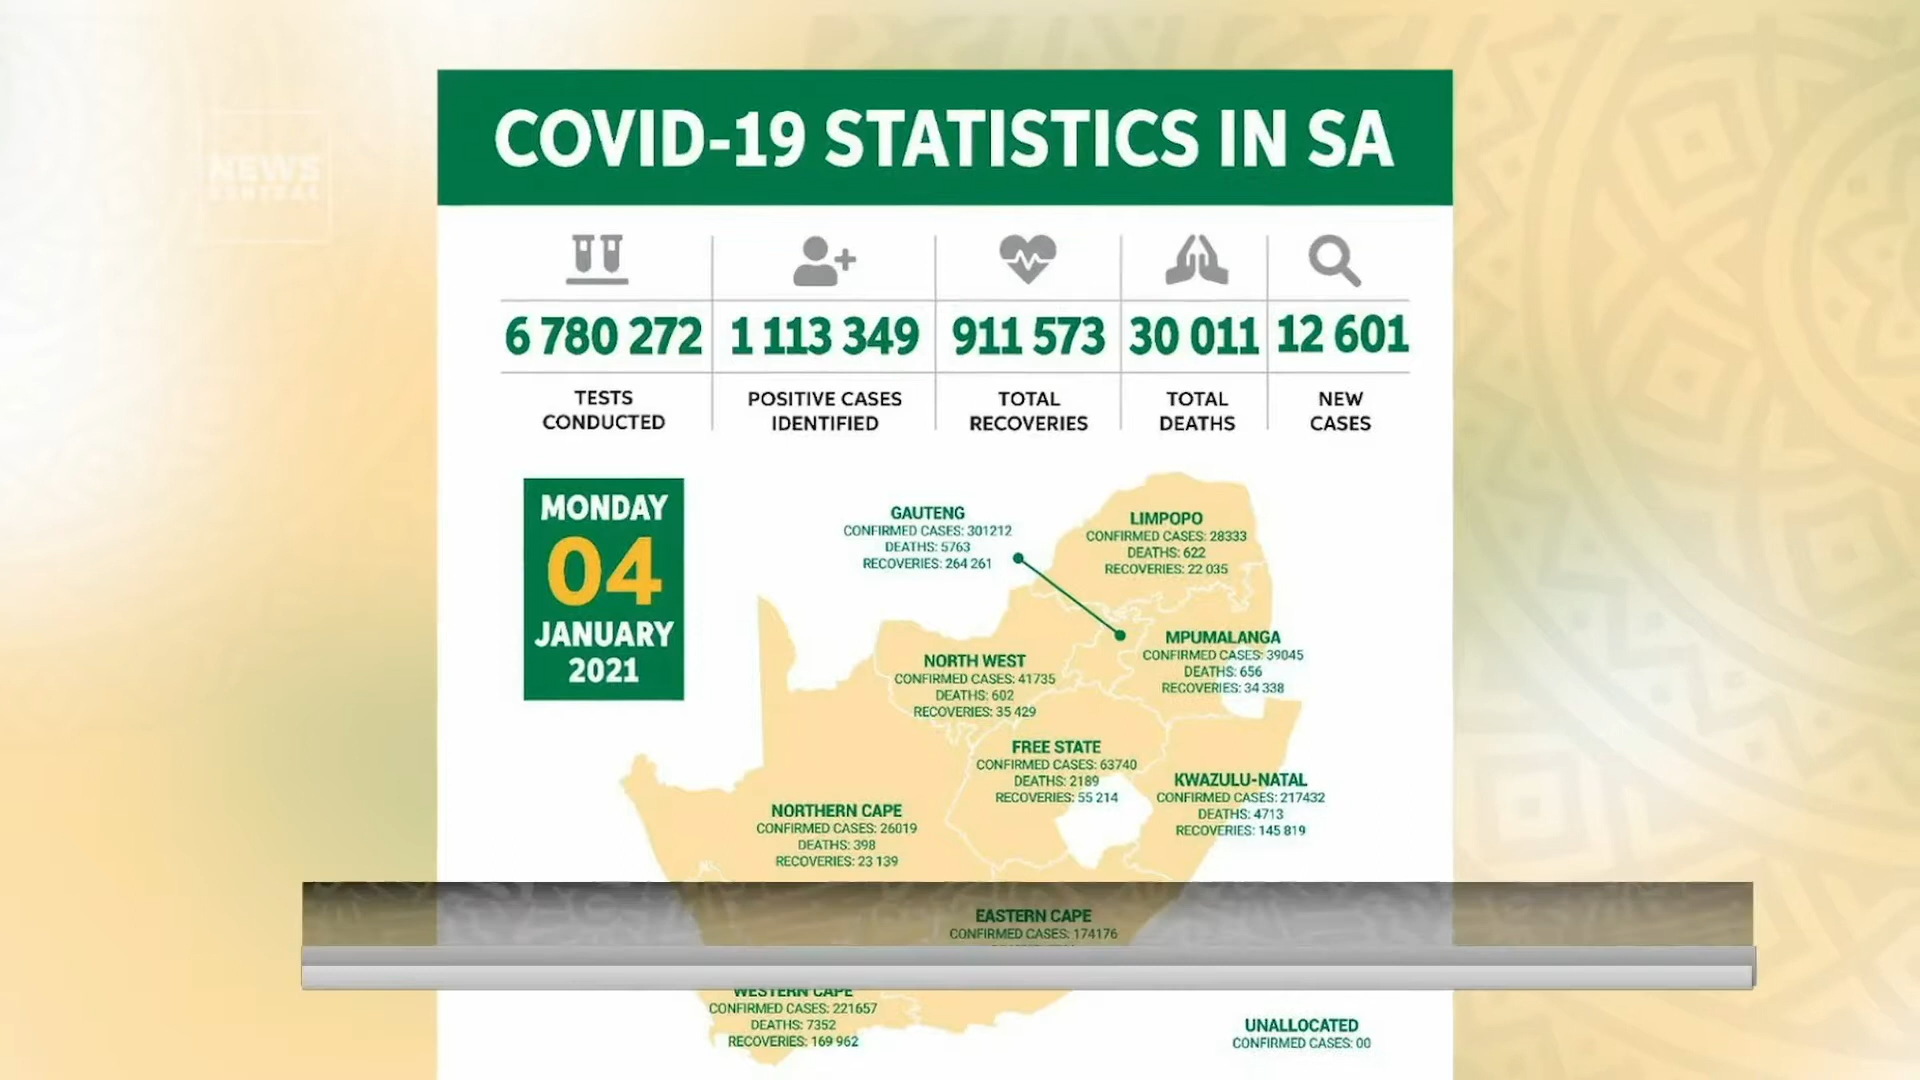 NEWS
CENTRAL
COVID-19 STATISTICS IN SA
6 780 272
TESTS
CONDUCTED
1 113 349
POSITIVE CASES
IDENTIFIED
911 573
TOTAL
RECOVERIES
30 011
TOTAL
DEATHS
12 601
NEW
CASES
MONDAY
04
JANUARY
2021
GAUTENG
CONFIRMED CASES: 301212
DEATHS: 5763
RECOVERIES: 264 261
LIMPOPO
CONFIRMED CASES: 28333
DEATHS: 622
RECOVERIES: 22 035
MPUMALANGA
CONFIRMED CASES: 39045
DEATHS: 656
RECOVERIES: 34 338
NORTH WEST
CONFIRMED CASES: 41735
DEATHS: 602
RECOVERIES: 35 429
FREE STATE
CONFIRMED CASES: 63740
DEATHS: 2189
RECOVERIES: 55 214
KWAZULU-NATAL
CONFIRMED CASES: 217432
DEATHS: 4713
RECOVERIES: 145 819
NORTHERN CAPE
CONFIRMED CASES: 26019
DEATHS: 398
RECOVERIES: 23 139
EASTERN CAPE
CONFIRMED CASES: 174176
WESTERN CAPE
CONFIRMED CASES: 221657
DEATHS: 7352
RECOVERIES: 169 962
UNALLOCATED
CONFIRMED CASES: 00